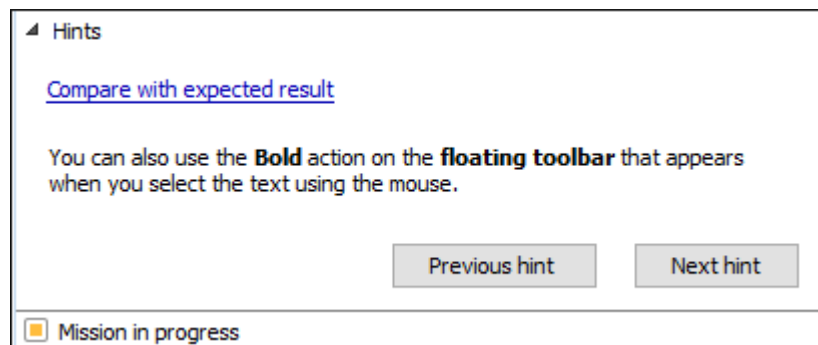 Hints
Compare with expected result
You can also use the Bold action on the floating toolbar that appears
when you select the text using the mouse.
Previous hint Next hint
Mission in progress